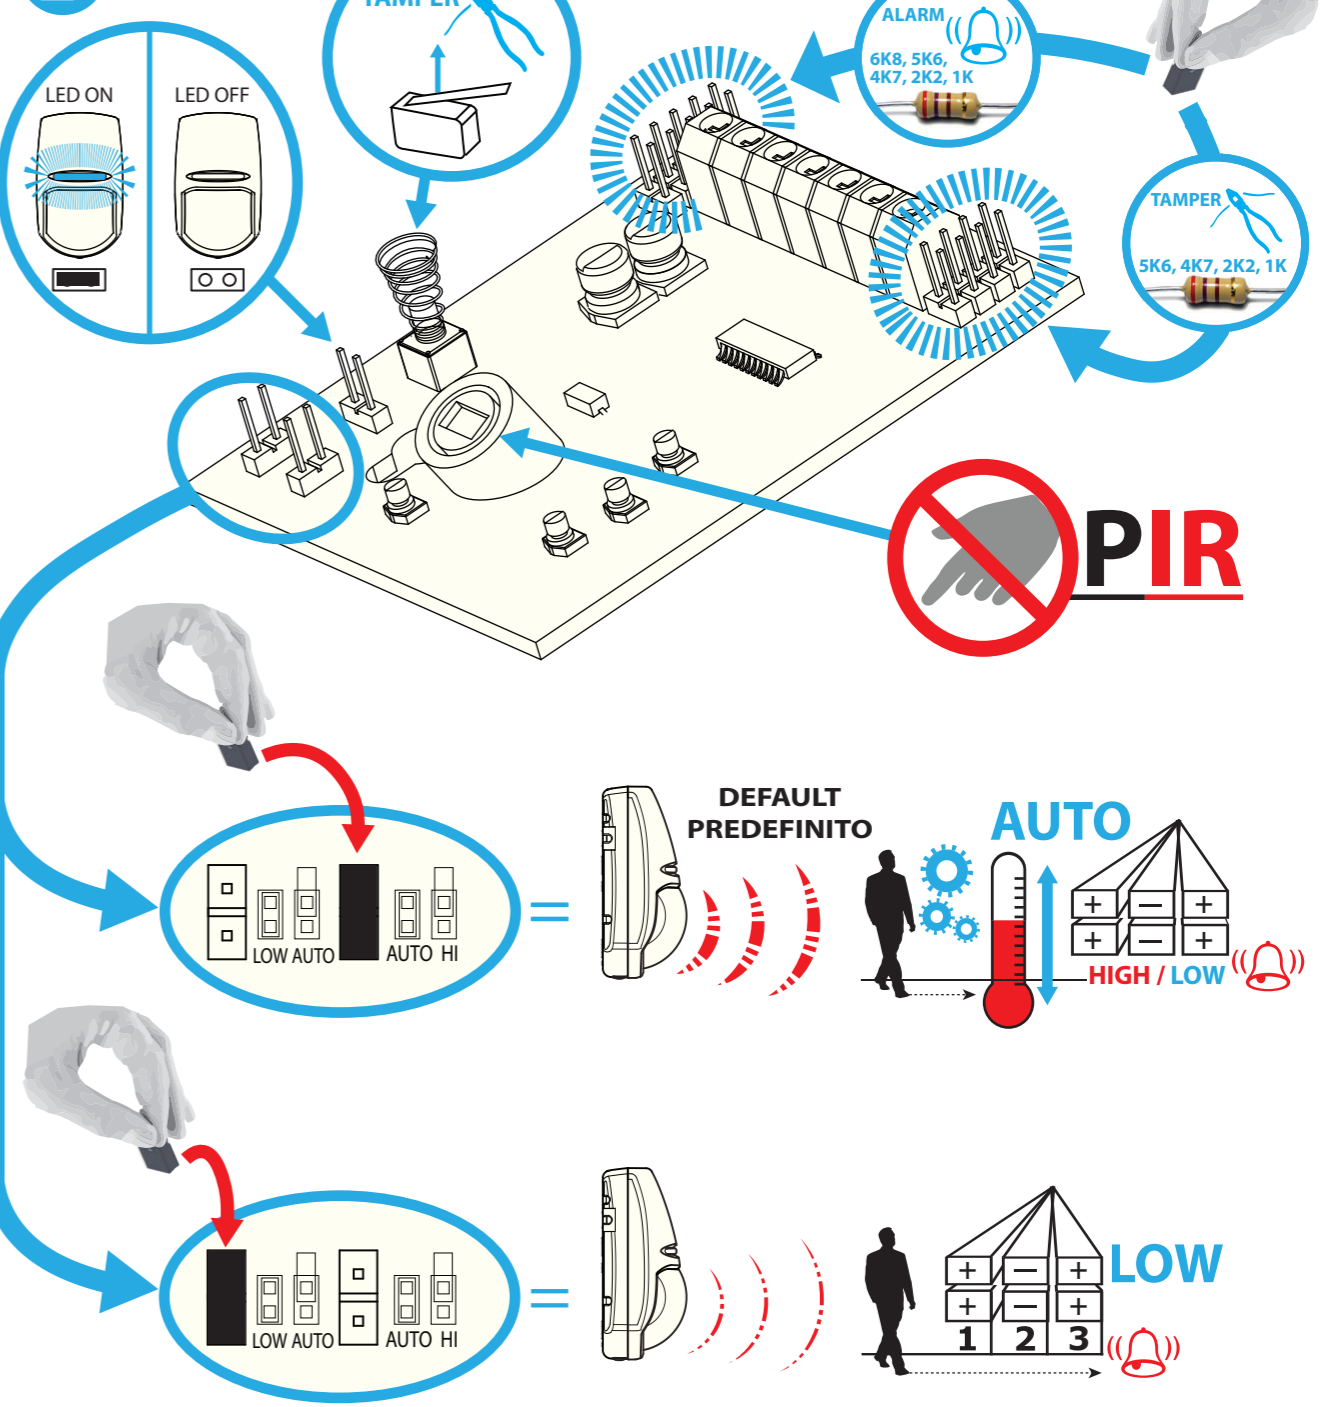 TAMPER
ALARM
6K8, 5K6,
4K7, 2K2, 1K
LED ON
LED OFF
TAMPER
5K6, 4K7, 2K2, 1K
PIR
DEFAULT
PREDEFINITO
AUTO
LOW AUTO
AUTO HI
+ — +
+ — +
HIGH / LOW
LOW
+ — +
+ — +
1 2 3
LOW AUTO
AUTO HI